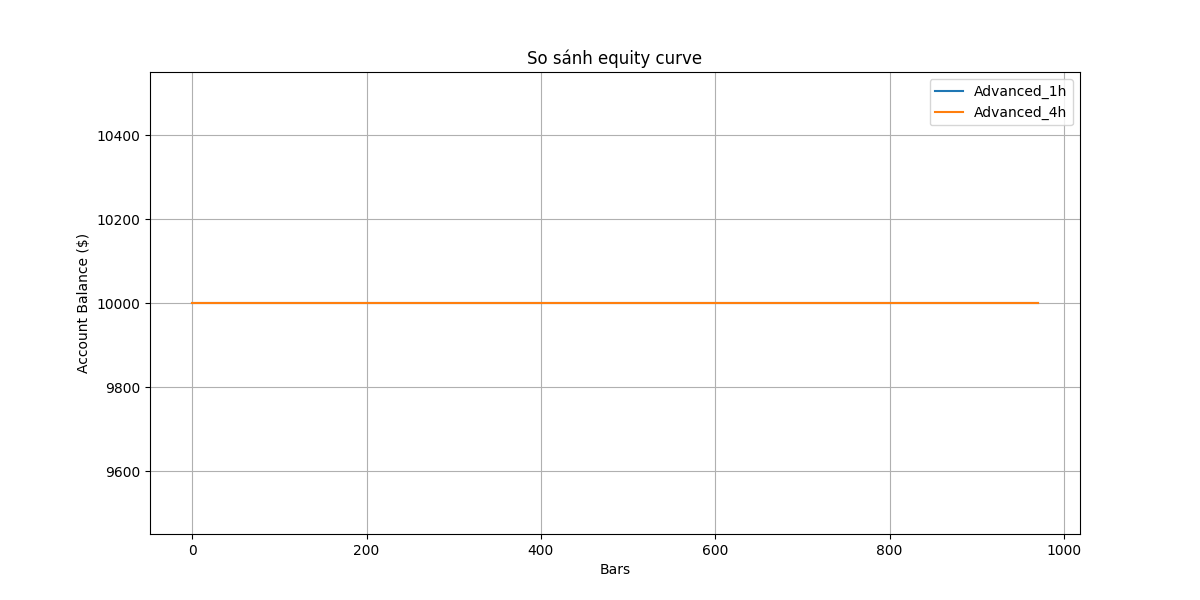 So sánh equity curve
Advanced_1h
Advanced_4h
10400
10200
10000
9800
9600
Account Balance ($)
0 200 400 600 800 1000
Bars